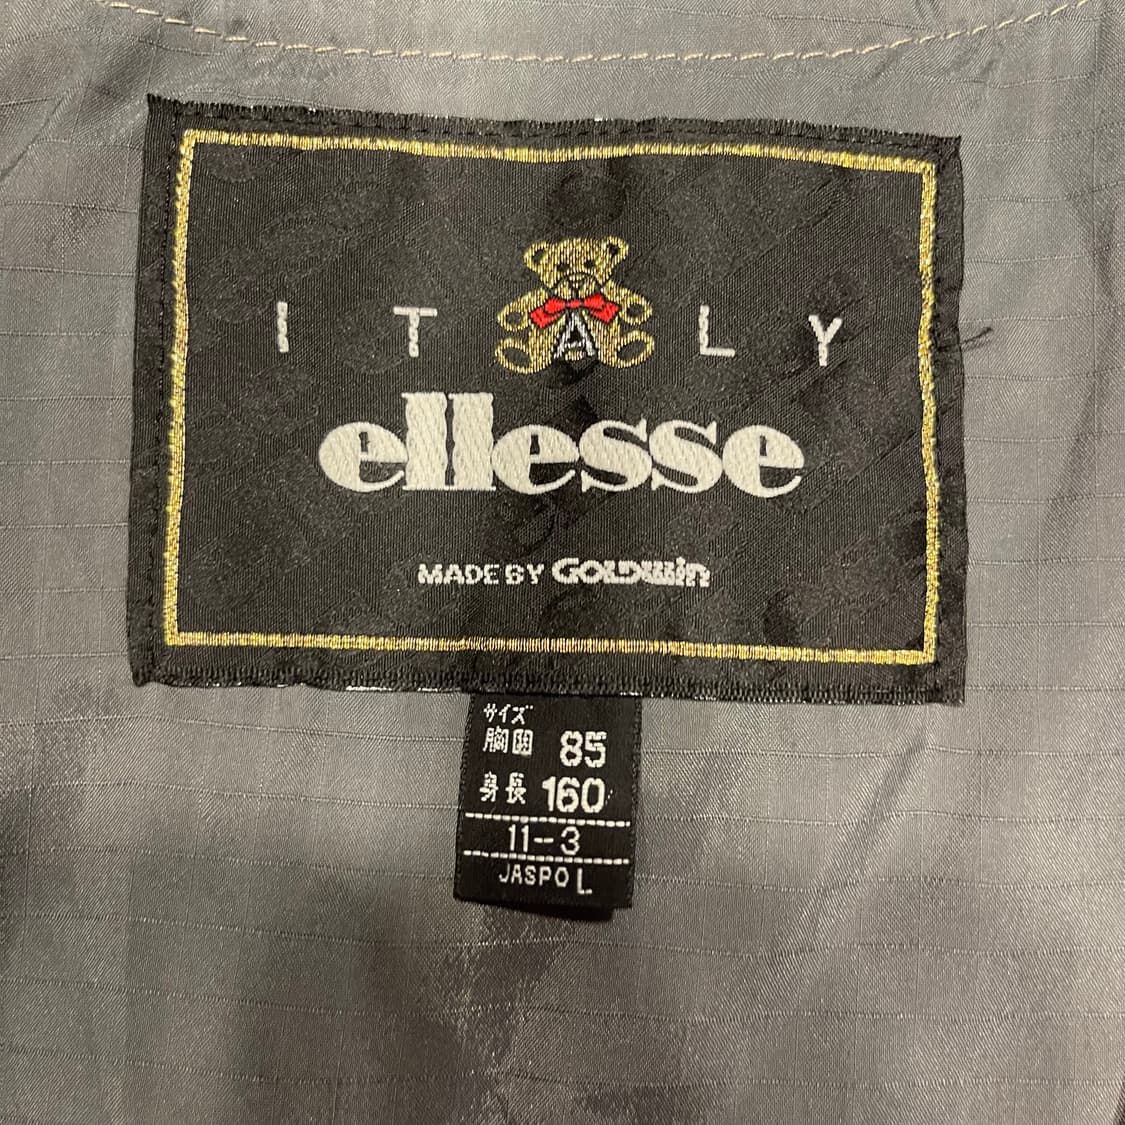 ITALY
ellesse
MADE BY GOLDWIN
サイズ
胸囲 85
身長 160
11-3
JASPO L